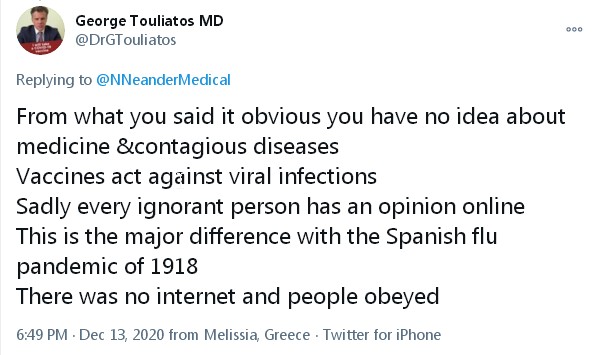 George Touliatos MD
@DrGTouliatos
Replying to @NNeanderMedical
From what you said it obvious you have no idea about
medicine &contagious diseases
Vaccines act against viral infections
Sadly every ignorant person has an opinion online
This is the major difference with the Spanish flu
pandemic of 1918
There was no internet and people obeyed
6:49 PM · Dec 13, 2020 from Melissia, Greece · Twitter for iPhone